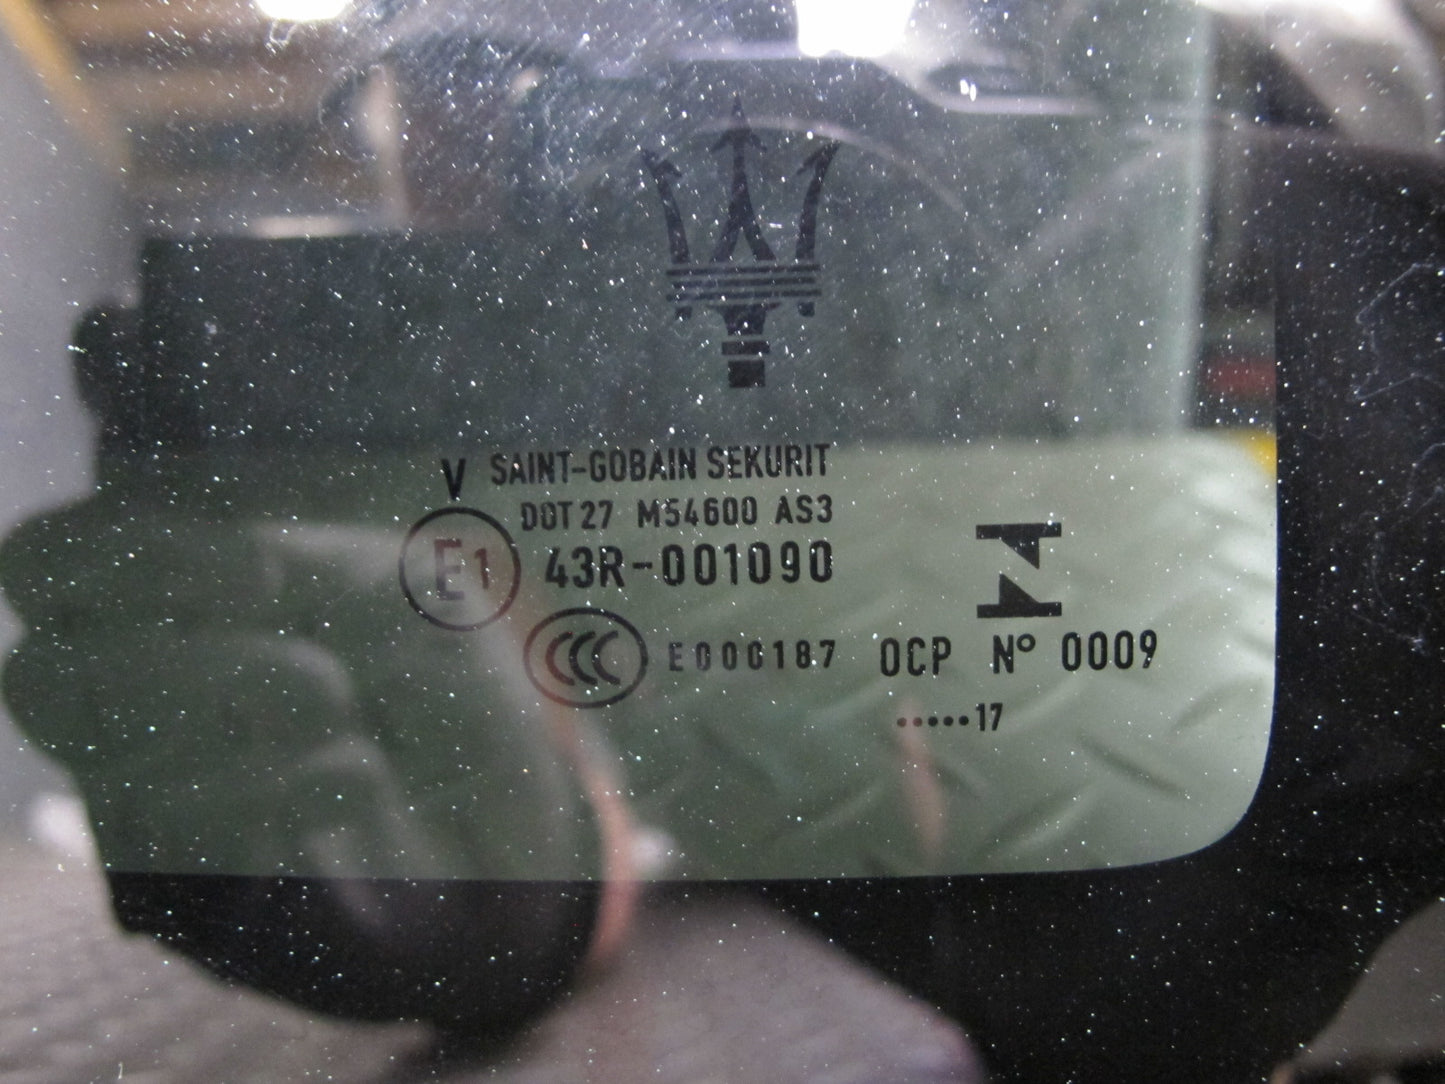 V SAINT-GOBAIN SEKURIT
DOT 27 M54600 AS3
E1 43R-001090
CCC E000187 OCP N° 0009
•••••17